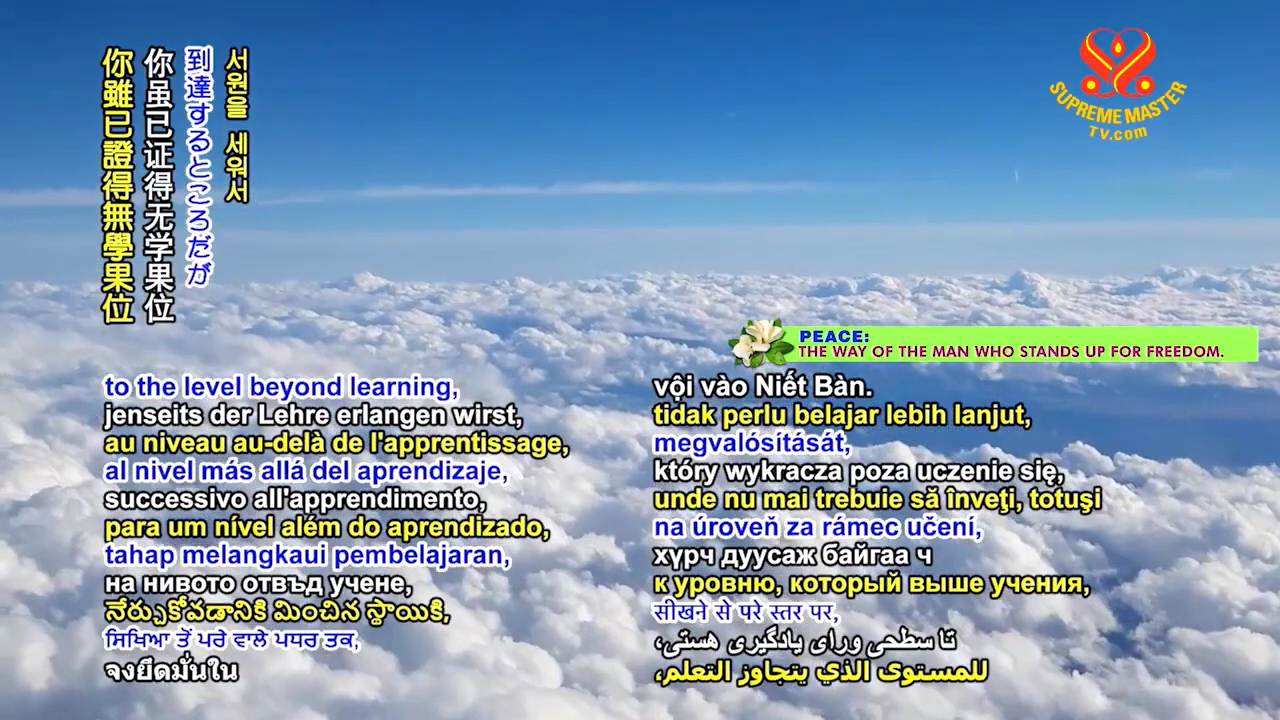 你雖已證得無學果位
你虽已证得无学果位
到達するところだが
서원을 세워서
SUPREME MASTER
TV.com
PEACE:
THE WAY OF THE MAN WHO STANDS UP FOR FREEDOM.
to the level beyond learning,
jenseits der Lehre erlangen wirst,
au niveau au-delà de l'apprentissage,
al nivel más allá del aprendizaje,
successivo all'apprendimento,
para um nível além do aprendizado,
tahap melangkaui pembelajaran,
на нивото отвъд учене,
నేర్చుకోవడానికి మించిన స్థాయికి,
ਸਿਖਿਆ ਤੋਂ ਪਰੇ ਵਾਲੇ ਪਧਰ ਤਕ,
จงยึดมั่นใน
vội vào Niết Bàn.
tidak perlu belajar lebih lanjut,
megvalósítását,
który wykracza poza uczenie się,
unde nu mai trebuie să înveţi, totuşi
na úroveň za rámec učení,
хүрч дуусаж байгаа ч
к уровню, который выше учения,
सीखने से परे स्तर पर,
تا سطحی ورای یادگیری هستی،
للمستوى الذي يتجاوز التعلم،